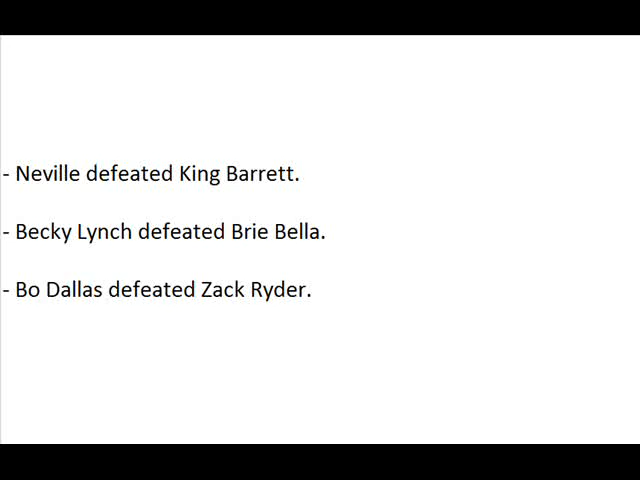 - Neville defeated King Barrett.
- Becky Lynch defeated Brie Bella.
- Bo Dallas defeated Zack Ryder.